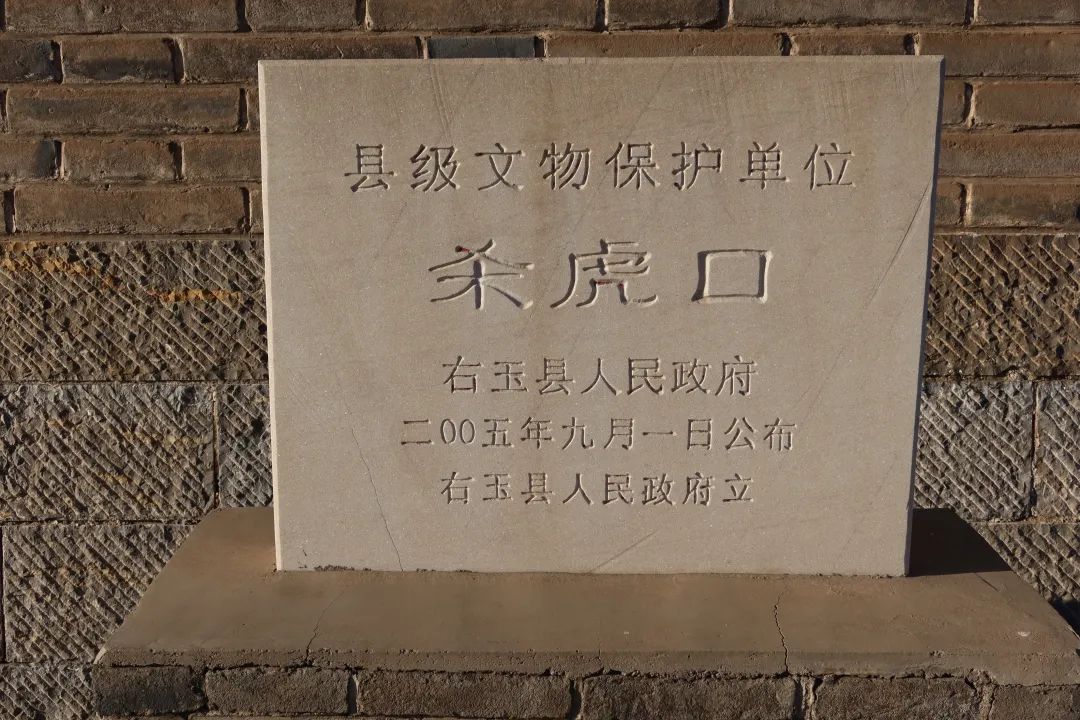 县级文物保护单位
杀虎口
右玉县人民政府
二00五年九月一日公布
右玉县人民政府立